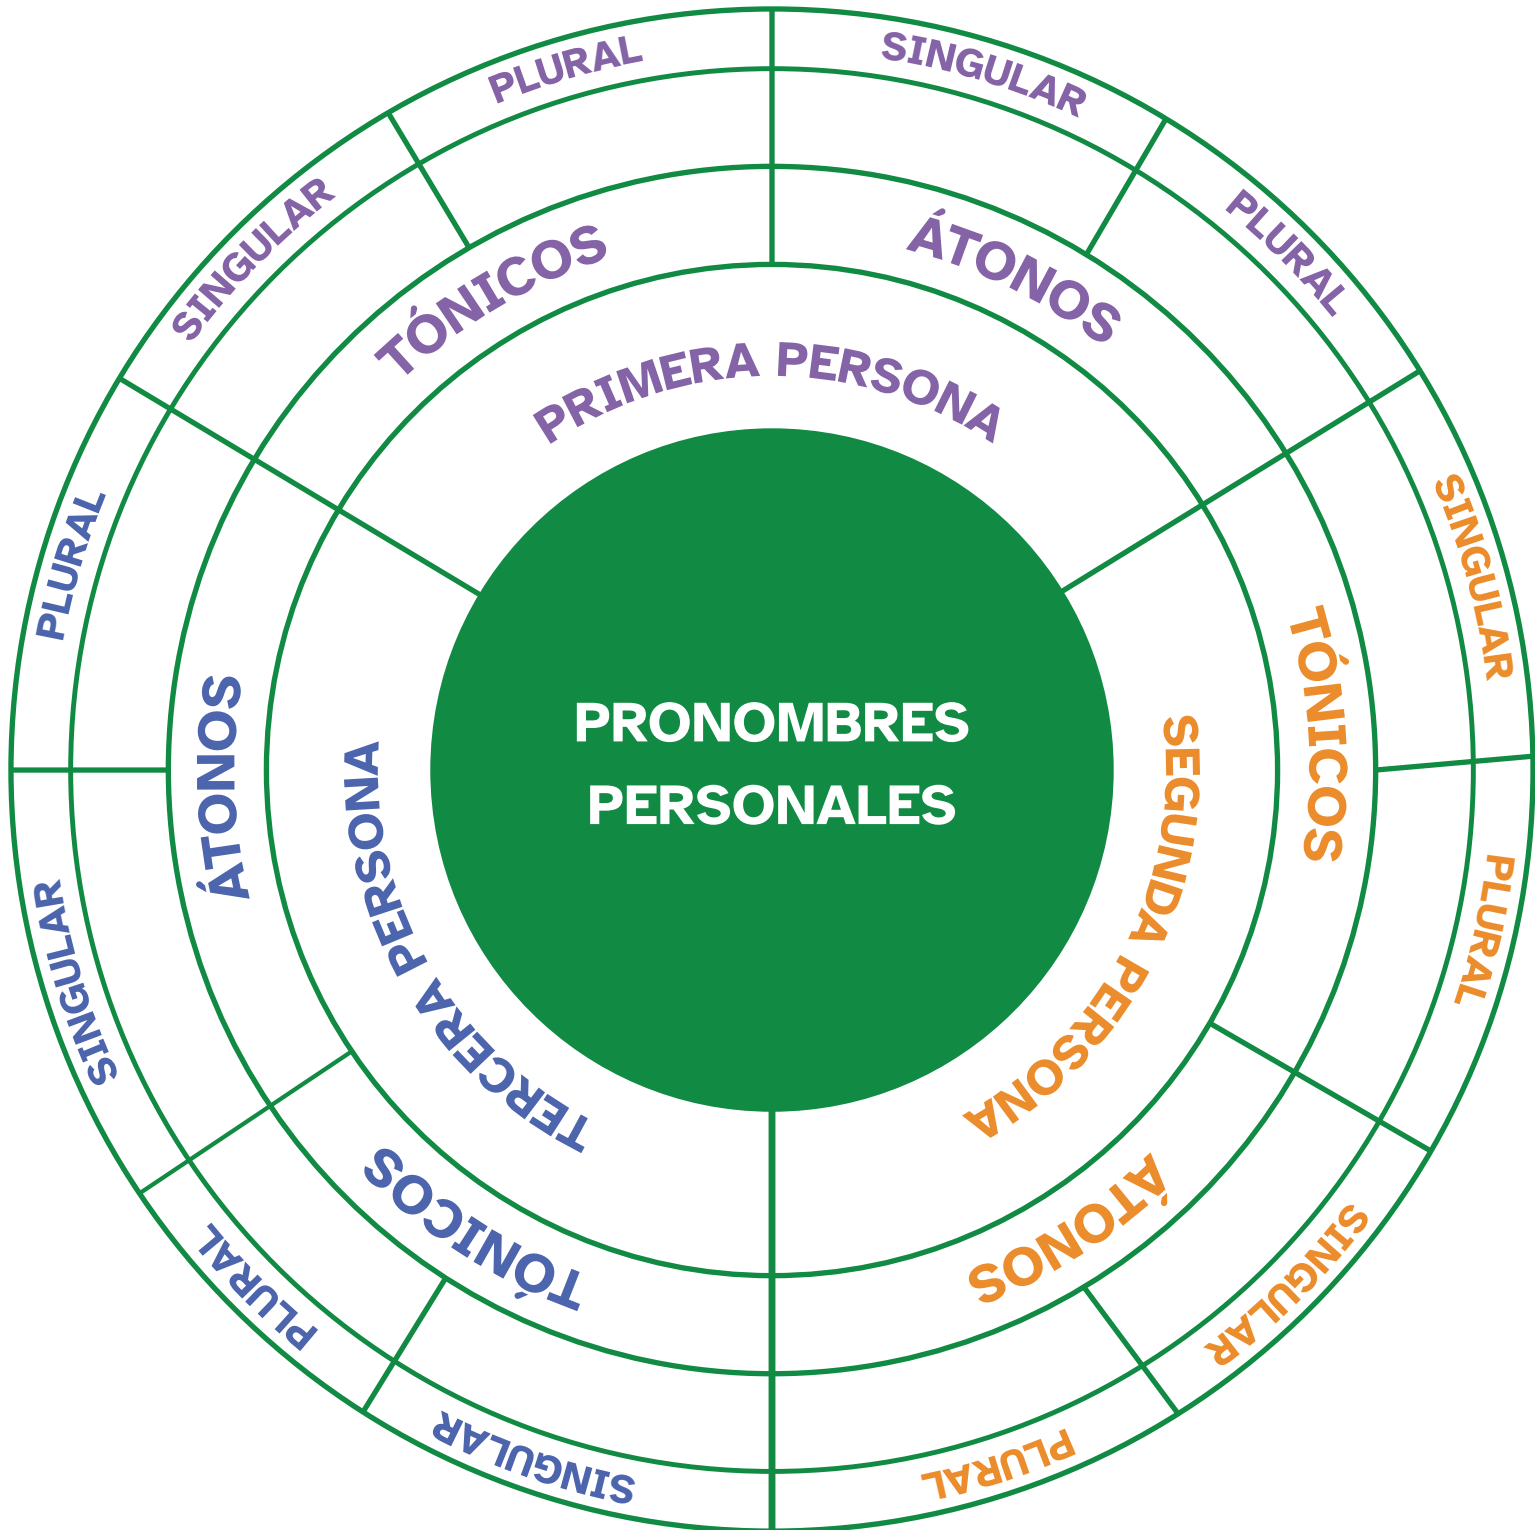 PRONOMBRES
PERSONALES
PRIMERA PERSONA
TÓNICOS
SINGULAR
PLURAL
ÁTONOS
SINGULAR
PLURAL
SEGUNDA PERSONA
TÓNICOS
SINGULAR
PLURAL
ÁTONOS
SINGULAR
PLURAL
TERCERA PERSONA
TÓNICOS
SINGULAR
PLURAL
ÁTONOS
SINGULAR
PLURAL